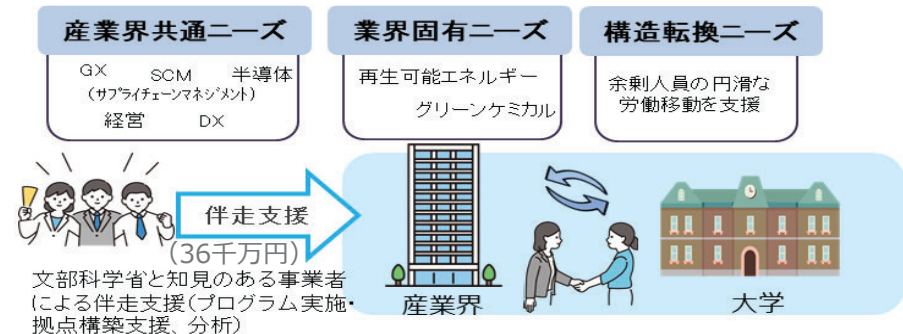 産業界共通ニーズ
GX SCM 半導体
（サプライチェーンマネジメント）
経営 DX
業界固有ニーズ
再生可能エネルギー
グリーンケミカル
構造転換ニーズ
余剰人員の円滑な
労働移動を支援
伴走支援
（36千万円）
文部科学省と知見のある事業者
による伴走支援（プログラム実施・
拠点構築支援、分析）
産業界
大学